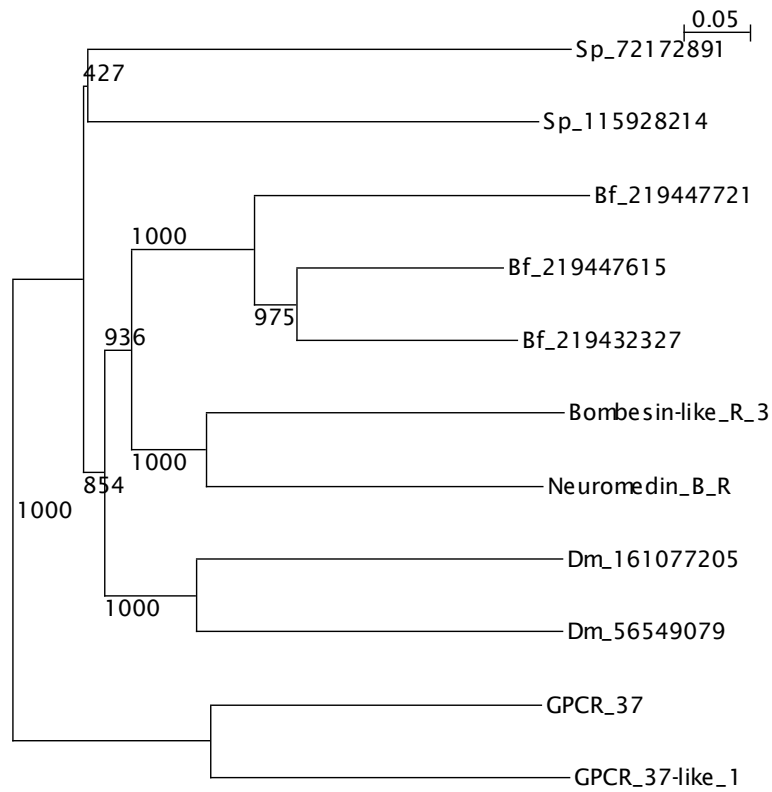 0.05
Sp_72172891
427
Sp_115928214
Bf_219447721
1000
Bf_219447615
975
936
Bf_219432327
Bombesin-like_R_3
1000
854
Neuromedin_B_R
1000
Dm_161077205
1000
Dm_56549079
GPCR_37
GPCR_37-like_1